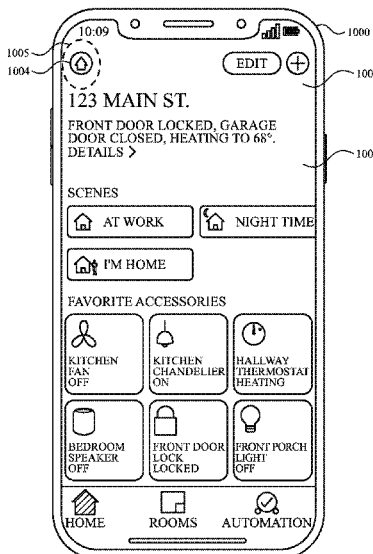 10:09
1005
1000
1004
EDIT
100
123 MAIN ST.
FRONT DOOR LOCKED, GARAGE
DOOR CLOSED, HEATING TO 68°.
DETAILS >
100
SCENES
AT WORK
NIGHT TIME
I'M HOME
FAVORITE ACCESSORIES
KITCHEN
FAN
OFF
KITCHEN
CHANDELIER
ON
HALLWAY
THERMOSTAT
HEATING
BEDROOM
SPEAKER
OFF
FRONT DOOR
LOCK
LOCKED
FRONT PORCH
LIGHT
OFF
HOME
ROOMS
AUTOMATION